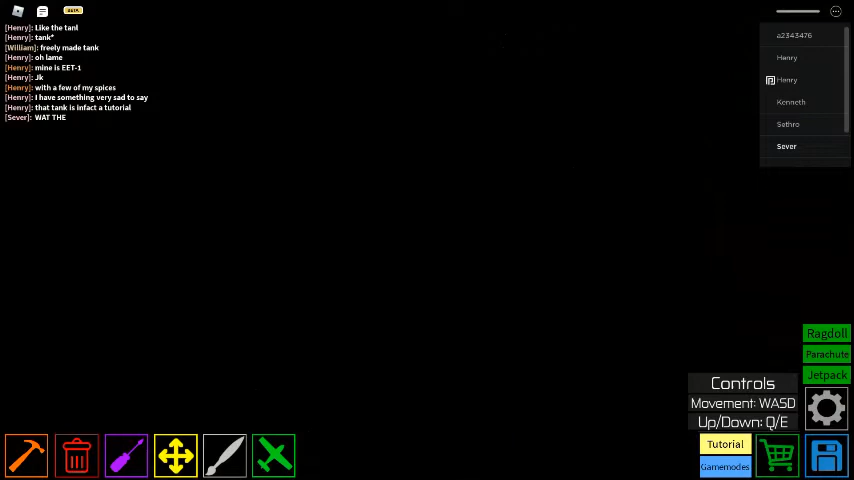 BETA
[Henry]: Like the tanl
[Henry]: tank*
[William]: freely made tank
[Henry]: oh lame
[Henry]: mine is EET-1
[Henry]: Jk
[Henry]: with a few of my spices
[Henry]: I have something very sad to say
[Henry]: that tank is infact a tutorial
[Sever]: WAT THE
a2343476
Henry
Henry
Kenneth
Sethro
Sever
Ragdoll
Parachute
Jetpack
Controls
Movement: WASD
Up/Down: Q/E
Tutorial
Gamemodes